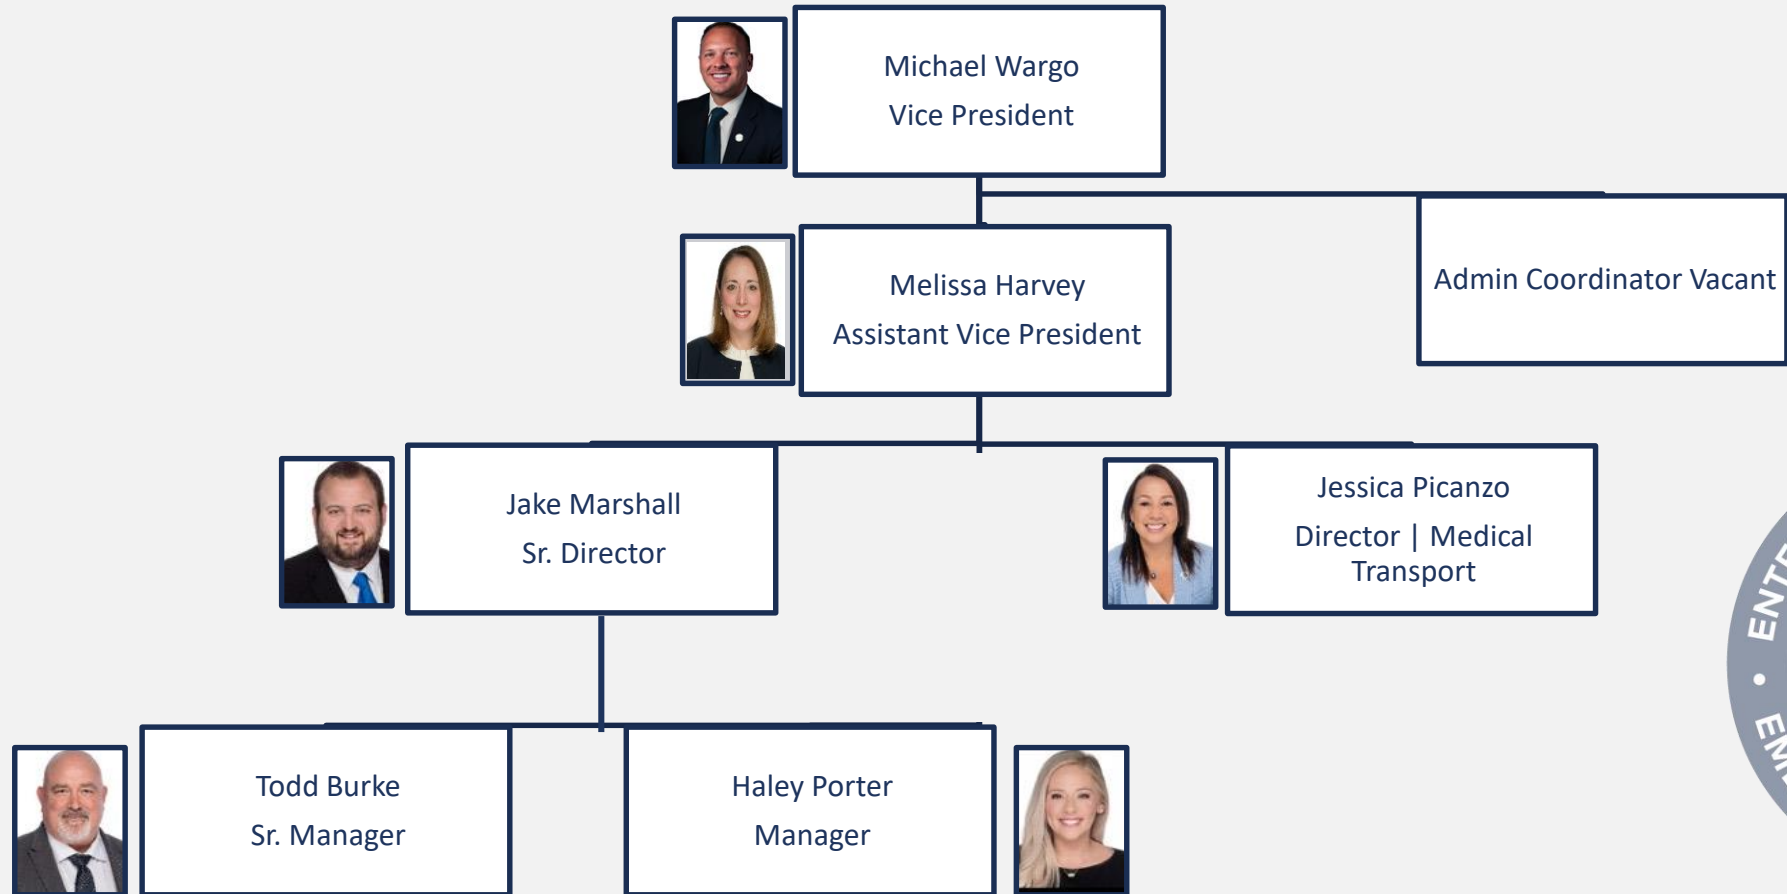 Michael Wargo
Vice President
Melissa Harvey
Assistant Vice President
Admin Coordinator Vacant
Jake Marshall
Sr. Director
Jessica Picanzo
Director | Medical
Transport
Todd Burke
Sr. Manager
Haley Porter
Manager